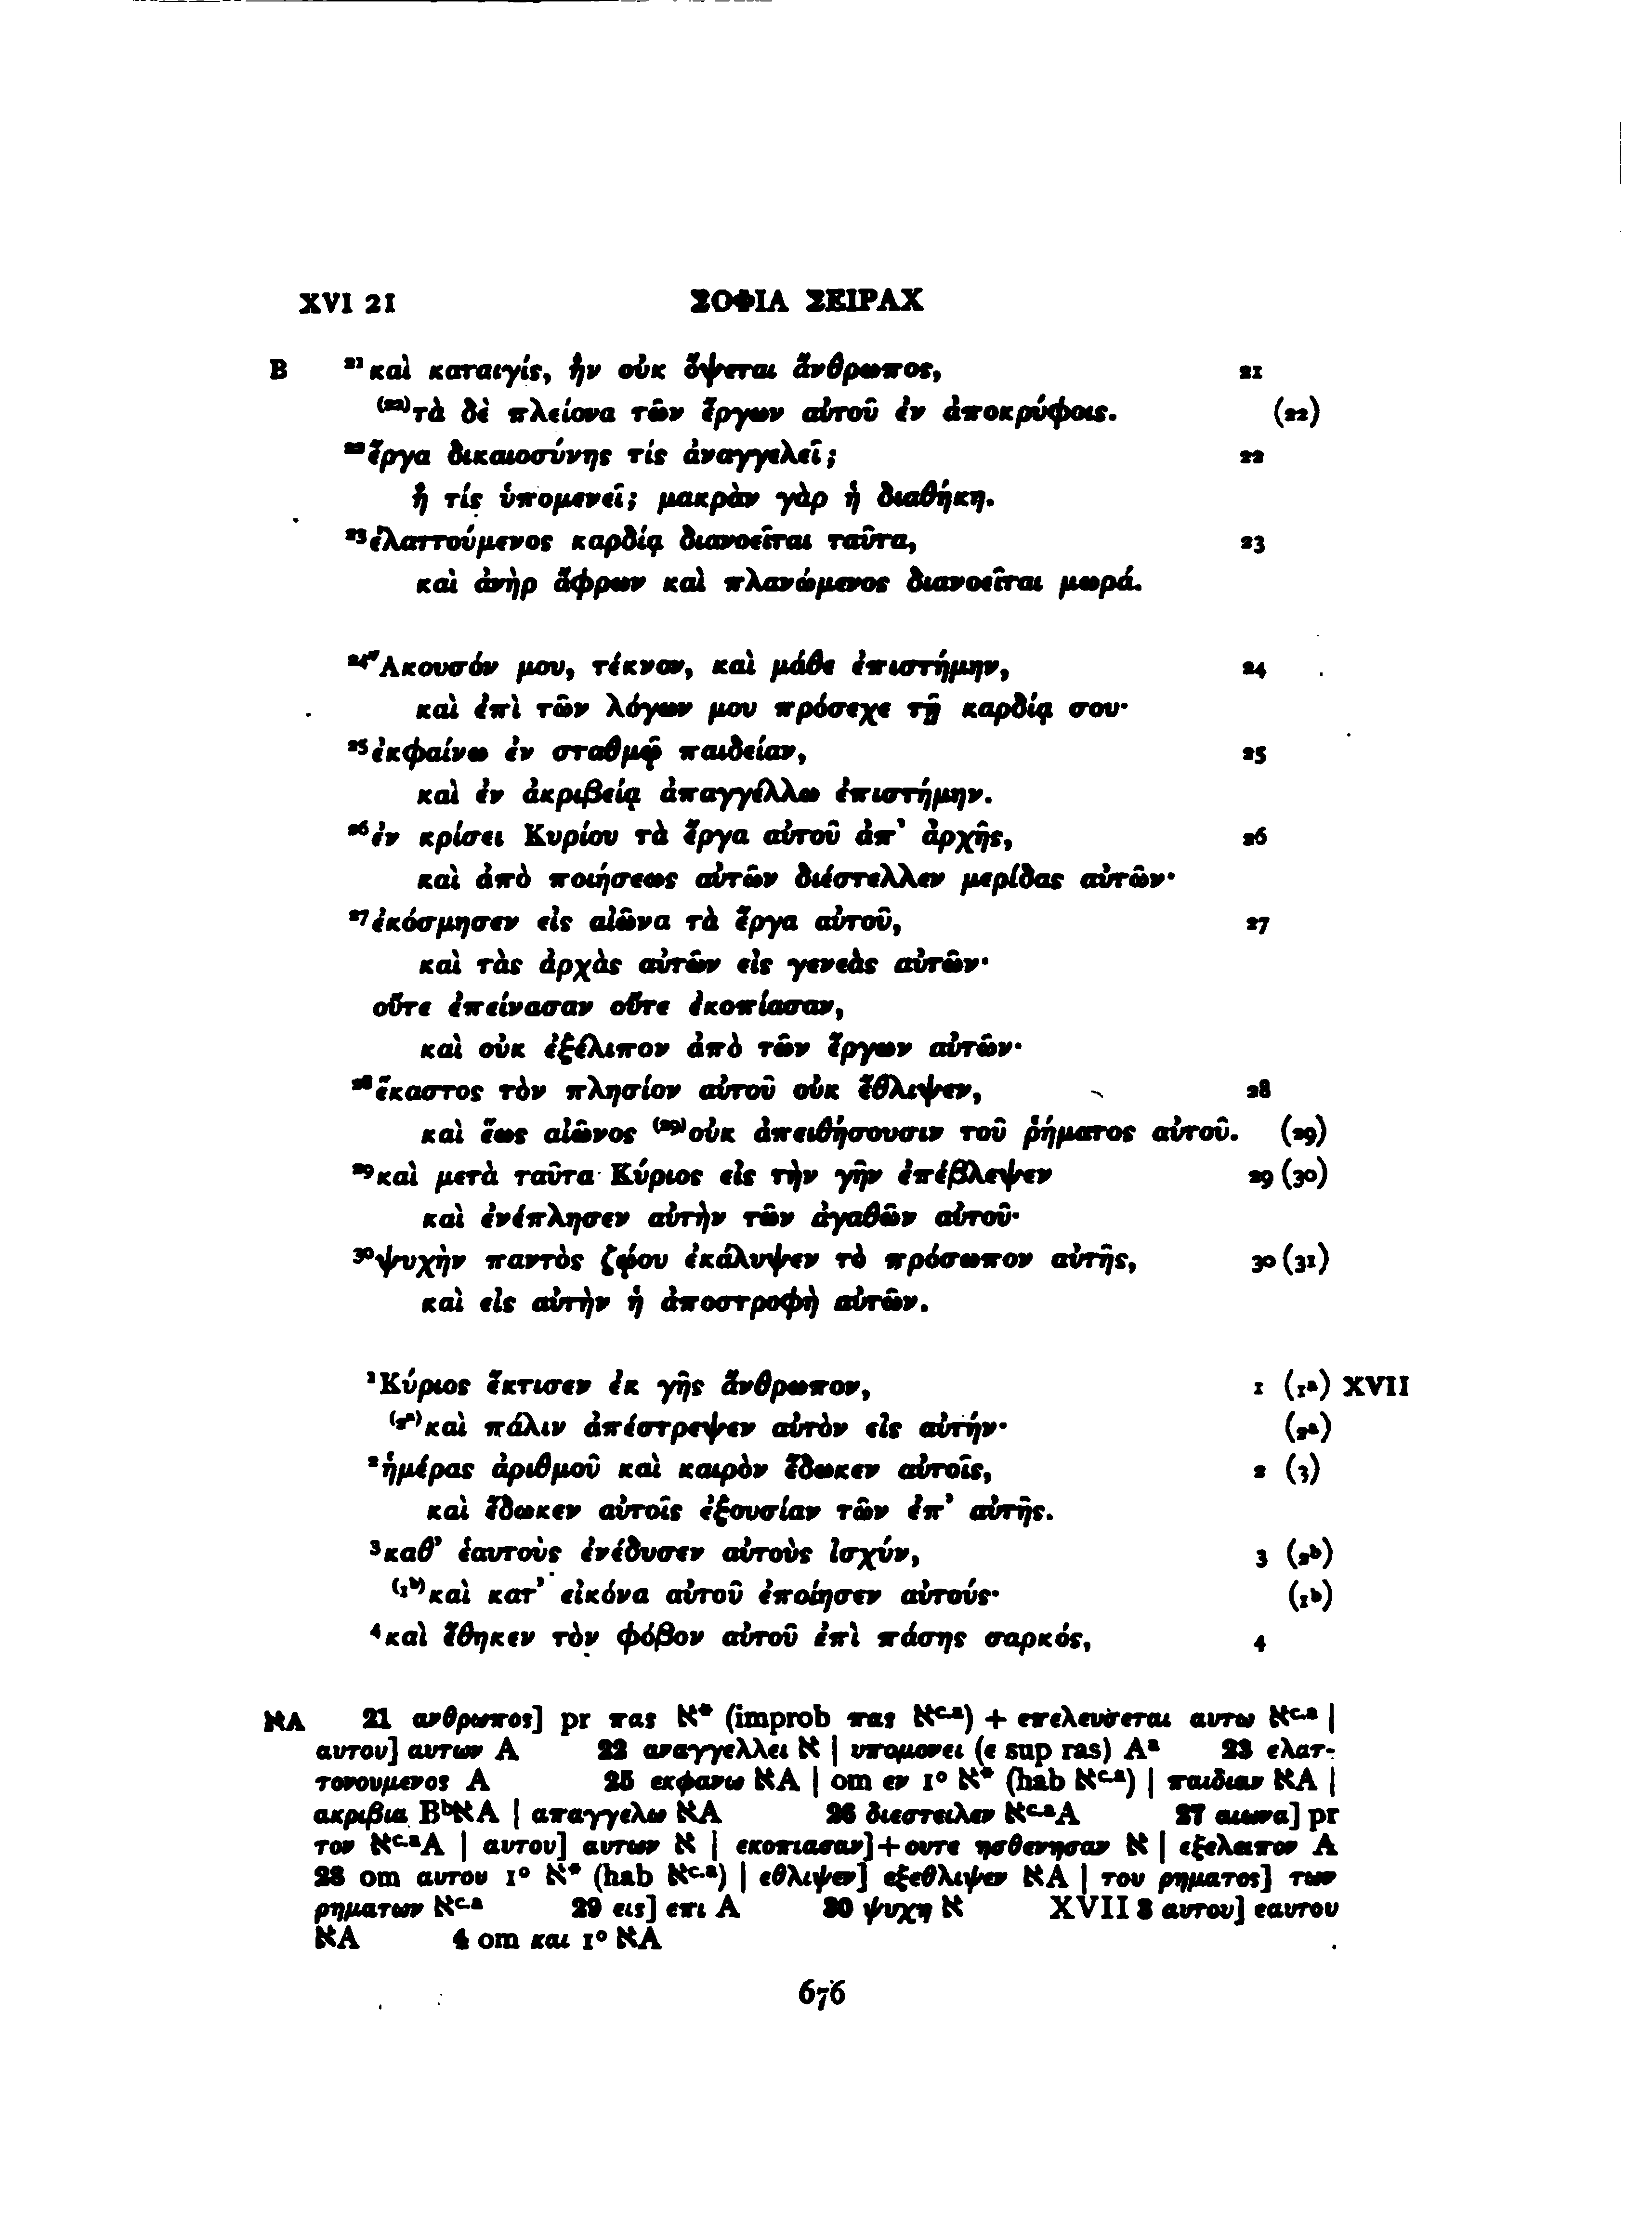 XVI 21 ΣΟΦΙΑ ΣΕΙΡΑΧ
B ²¹καὶ καταιγίς, ἣν οὐκ ὄψεται ἄνθρωπος, 21
⁽²²⁾τὰ δὲ πλείονα τῶν ἔργων αὐτοῦ ἐν ἀποκρύφοις. (22)
²²ἔργα δικαιοσύνης τίς ἀναγγελεῖ; 22
ἢ τίς ὑπομενεῖ; μακρὰν γὰρ ἡ διαθήκη.
²³ἐλαττούμενος καρδίᾳ διανοεῖται ταῦτα, 23
καὶ ἀνὴρ ἄφρων καὶ πλανώμενος διανοεῖται μωρά.
²⁴Ἄκουσόν μου, τέκνον, καὶ μάθε ἐπιστήμην, 24
καὶ ἐπὶ τῶν λόγων μου πρόσεχε τῇ καρδίᾳ σου·
²⁵ἐκφαίνω ἐν σταθμῷ παιδείαν, 25
καὶ ἐν ἀκριβείᾳ ἀπαγγέλλω ἐπιστήμην.
²⁶ἐν κρίσει Κυρίου τὰ ἔργα αὐτοῦ ἀπ’ ἀρχῆς, 26
καὶ ἀπὸ ποιήσεως αὐτῶν διέστελλεν μερίδας αὐτῶν·
²⁷ἐκόσμησεν εἰς αἰῶνα τὰ ἔργα αὐτοῦ, 27
καὶ τὰς ἀρχὰς αὐτῶν εἰς γενεὰς αὐτῶν·
οὔτε ἐπείνασαν οὔτε ἐκοπίασαν,
καὶ οὐκ ἐξέλιπον ἀπὸ τῶν ἔργων αὐτῶν·
²⁸ἕκαστος τὸν πλησίον αὐτοῦ οὐκ ἔθλιψεν, 28
καὶ ἕως αἰῶνος ⁽²⁹⁾οὐκ ἀπειθήσουσιν τοῦ ῥήματος αὐτοῦ. (29)
²⁹καὶ μετὰ ταῦτα Κύριος εἰς τὴν γῆν ἐπέβλεψεν 29 (30)
καὶ ἐνέπλησεν αὐτὴν τῶν ἀγαθῶν αὐτοῦ·
³⁰ψυχὴν παντὸς ζῴου ἐκάλυψεν τὸ πρόσωπον αὐτῆς, 30 (31)
καὶ εἰς αὐτὴν ἡ ἀποστροφὴ αὐτῶν.
¹Κύριος ἔκτισεν ἐκ γῆς ἄνθρωπον, 1 (1ᵃ) XVII
⁽²ᵃ⁾καὶ πάλιν ἀπέστρεψεν αὐτὸν εἰς αὐτήν· (2ᵃ)
²ἡμέρας ἀριθμοῦ καὶ καιρὸν ἔδωκεν αὐτοῖς, 2 (3)
καὶ ἔδωκεν αὐτοῖς ἐξουσίαν τῶν ἐπ’ αὐτῆς.
³καθ’ ἑαυτοὺς ἐνέδυσεν αὐτοὺς ἰσχύν, 3 (2ᵇ)
⁽¹ᵇ⁾καὶ κατ’ εἰκόνα αὐτοῦ ἐποίησεν αὐτούς· (1ᵇ)
⁴καὶ ἔθηκεν τὸν φόβον αὐτοῦ ἐπὶ πάσης σαρκός, 4
אA 21 ανθρωπος] pr πας א* (improb πας אᶜ·ᵃ) + επελευσεται αυτω אᶜ·ᵃ |
αυτου] αυτων A 22 αναγγελλει א | υπομονει (ε sup ras) Aᵃ 23 ελατ-
τονουμενος A 25 εκφανω אA | om εν 1° א* (hab אᶜ·ᵃ) | παιδιαν אA |
ακριβια BᵇאA | απαγγελω אA 26 διεστειλεν אᶜ·ᵃA 27 αιωνα] pr
τον אᶜ·ᵃA | αυτου] αυτων א | εκοπιασαν]+ουτε ησθενησαν א | εξελειπον A
28 om αυτου 1° א* (hab אᶜ·ᵃ) | εθλιψεν] εξεθλιψεν אA | του ρηματος] των
ρηματων אᶜ·ᵃ 29 εις] επι A 30 ψυχη א XVII 3 αυτου] εαυτου
אA 4 om και 1° אA
676